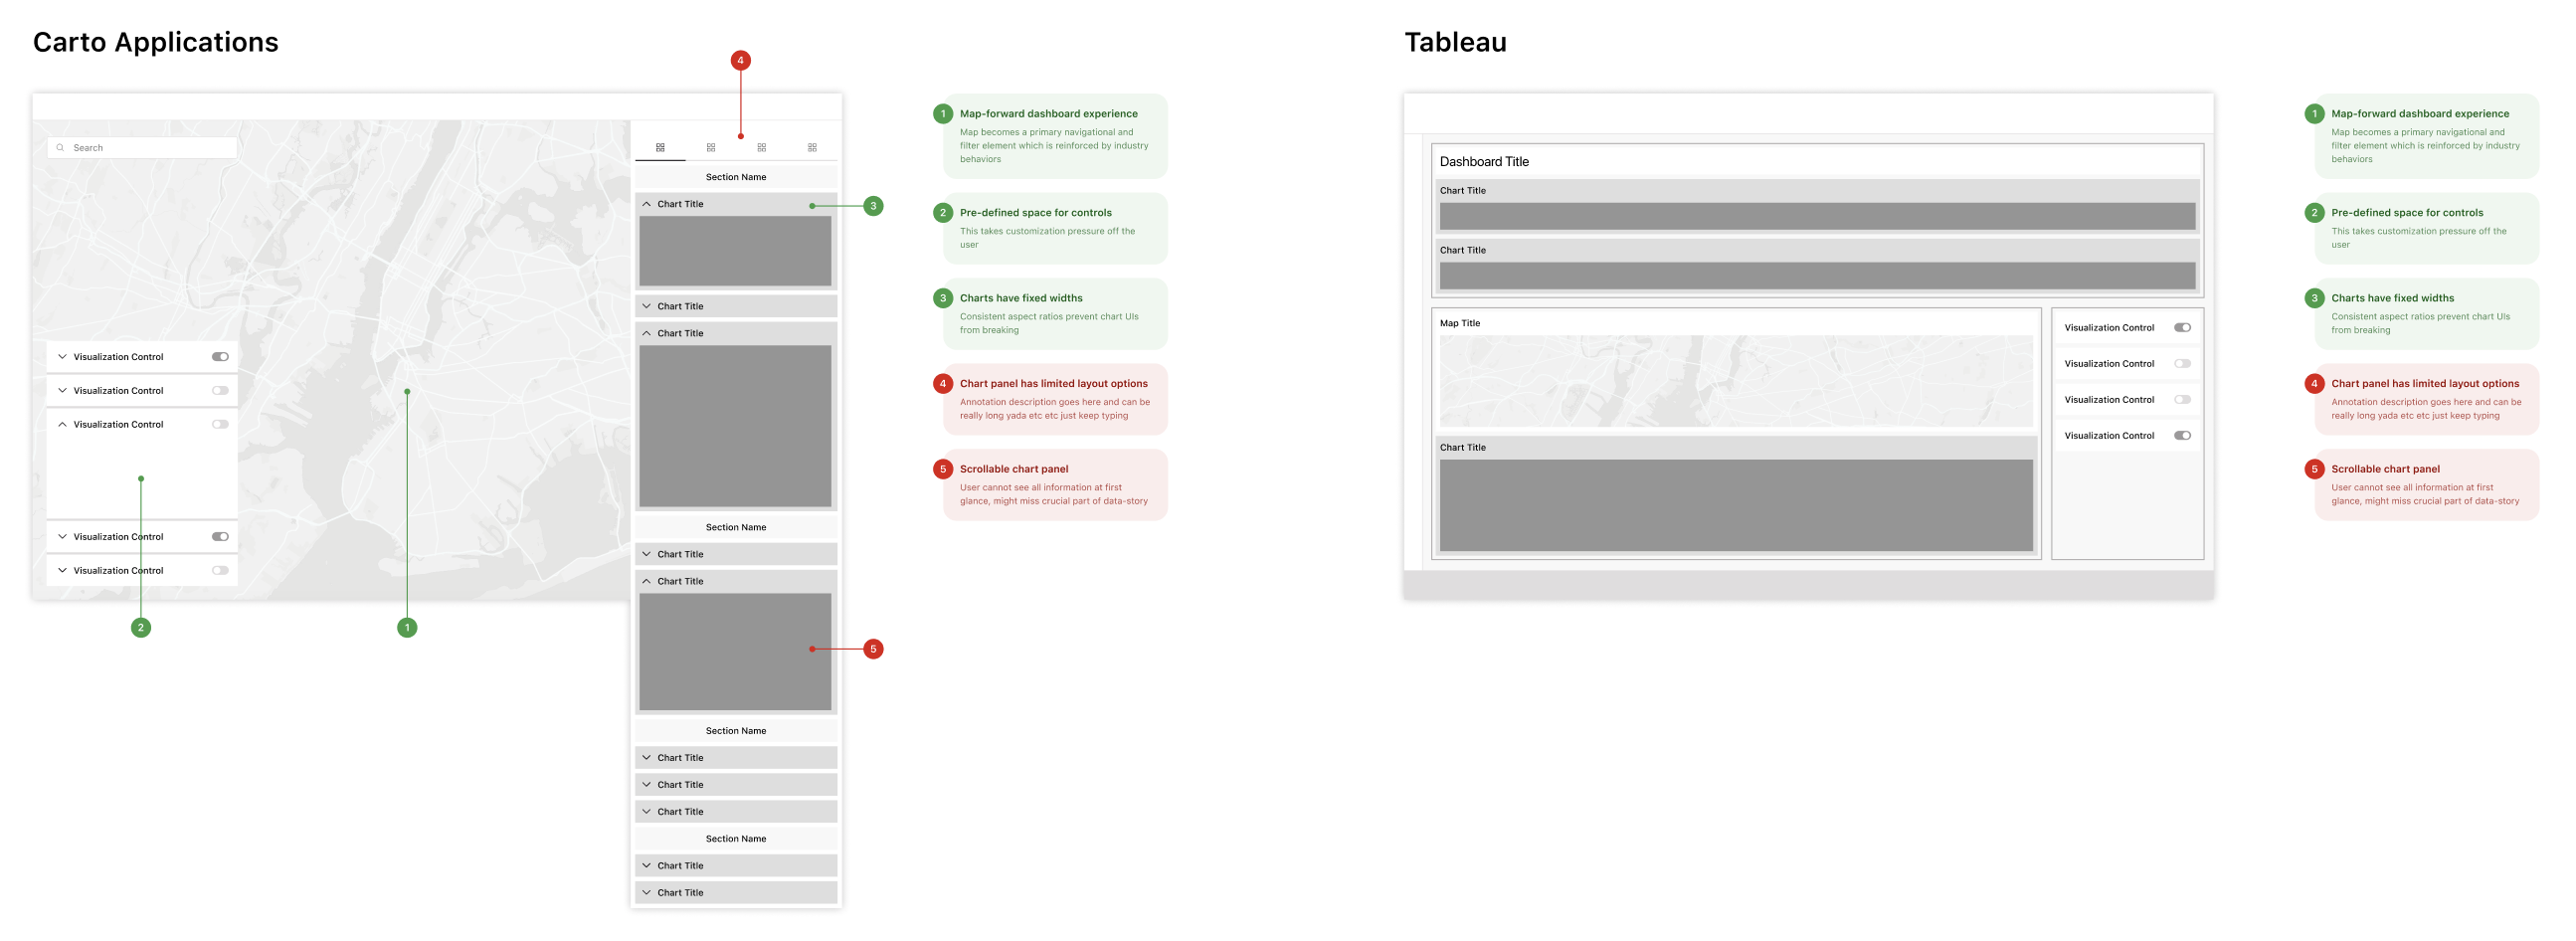 Carto Applications
4
Search
Section Name
Chart Title
3
Chart Title
Chart Title
Visualization Control
Visualization Control
Visualization Control
Visualization Control
Visualization Control
2
1
Section Name
Chart Title
Chart Title
5
Section Name
Chart Title
Chart Title
Chart Title
Section Name
Chart Title
Chart Title
1
Map-forward dashboard experience
Map becomes a primary navigational and
filter element which is reinforced by industry
behaviors
2
Pre-defined space for controls
This takes customization pressure off the
user
3
Charts have fixed widths
Consistent aspect ratios prevent chart UIs
from breaking
4
Chart panel has limited layout options
Annotation description goes here and can be
really long yada etc etc just keep typing
5
Scrollable chart panel
User cannot see all information at first
glance, might miss crucial part of data-story
Tableau
Dashboard Title
Chart Title
Chart Title
Map Title
Chart Title
Visualization Control
Visualization Control
Visualization Control
Visualization Control
1
Map-forward dashboard experience
Map becomes a primary navigational and
filter element which is reinforced by industry
behaviors
2
Pre-defined space for controls
This takes customization pressure off the
user
3
Charts have fixed widths
Consistent aspect ratios prevent chart UIs
from breaking
4
Chart panel has limited layout options
Annotation description goes here and can be
really long yada etc etc just keep typing
5
Scrollable chart panel
User cannot see all information at first
glance, might miss crucial part of data-story